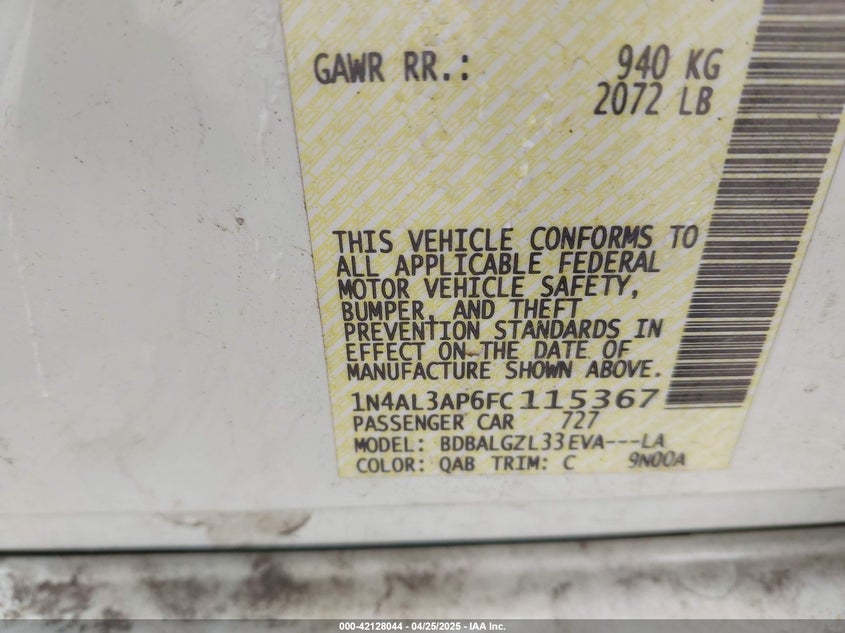 GAWR RR.: 940 KG
2072 LB
THIS VEHICLE CONFORMS TO
ALL APPLICABLE FEDERAL
MOTOR VEHICLE SAFETY,
BUMPER, AND THEFT
PREVENTION STANDARDS IN
EFFECT ON THE DATE OF
MANUFACTURE SHOWN ABOVE.
1N4AL3AP6FC115367
PASSENGER CAR 727
MODEL: BDBALGZL33EVA---LA
COLOR: QAB TRIM: C 9N00A
000-42128044 / 04/25/2025 - IAA Inc.